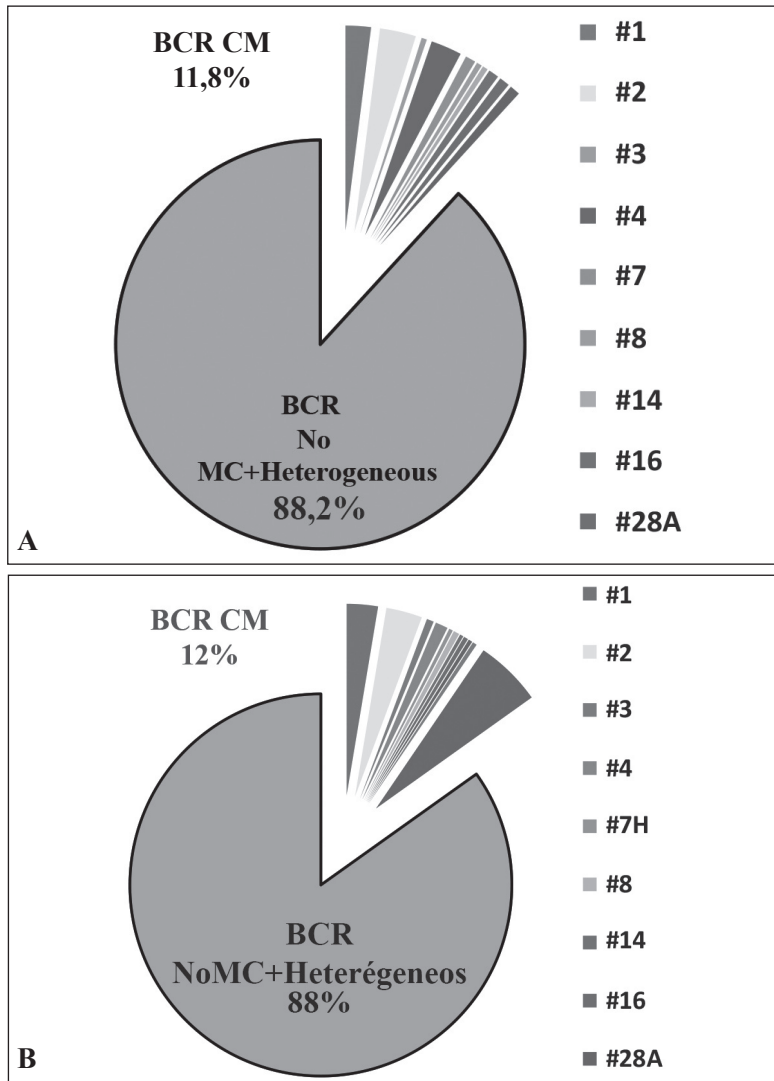 BCR CM
11,8%
BCR
No
MC+Heterogeneous
88,2%
#1
#2
#3
#4
#7
#8
#14
#16
#28A
A
BCR CM
12%
BCR
NoMC+Heterégeneos
88%
#1
#2
#3
#4
#7H
#8
#14
#16
#28A
B